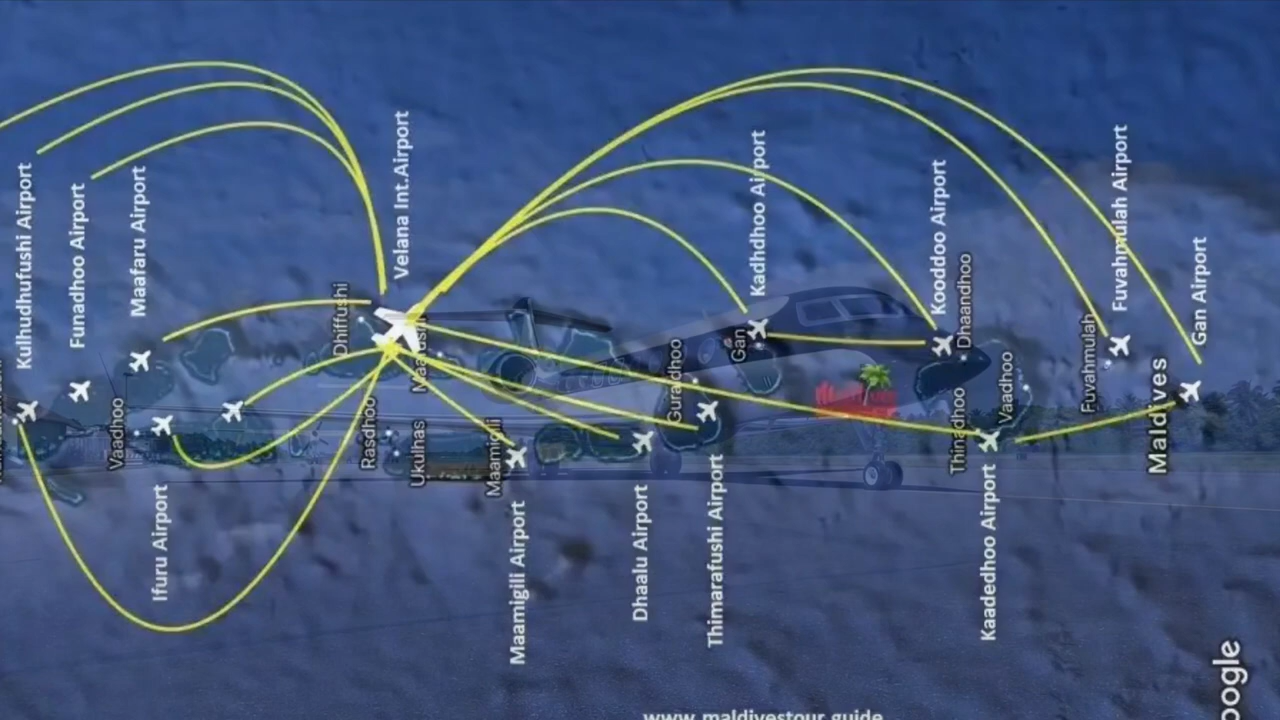 Kulhudhufushi Airport
Funadhoo Airport
Maafaru Airport
Velana Int.Airport
Kadhdhoo Airport
Kooddoo Airport
Fuvahmulah Airport
Gan Airport
Dhiffushi
Gan
Dhaandhoo
Vaadhoo
Rasdhoo
Ukulhas
Maamigili
Guraidhoo
Thinadhoo
Vaadhoo
Fuvahmulah
Maldives
Ifuru Airport
Maamigili Airport
Dhaalu Airport
Thimarafushi Airport
Kaadedhoo Airport
oogle
www.maldivestour.guide